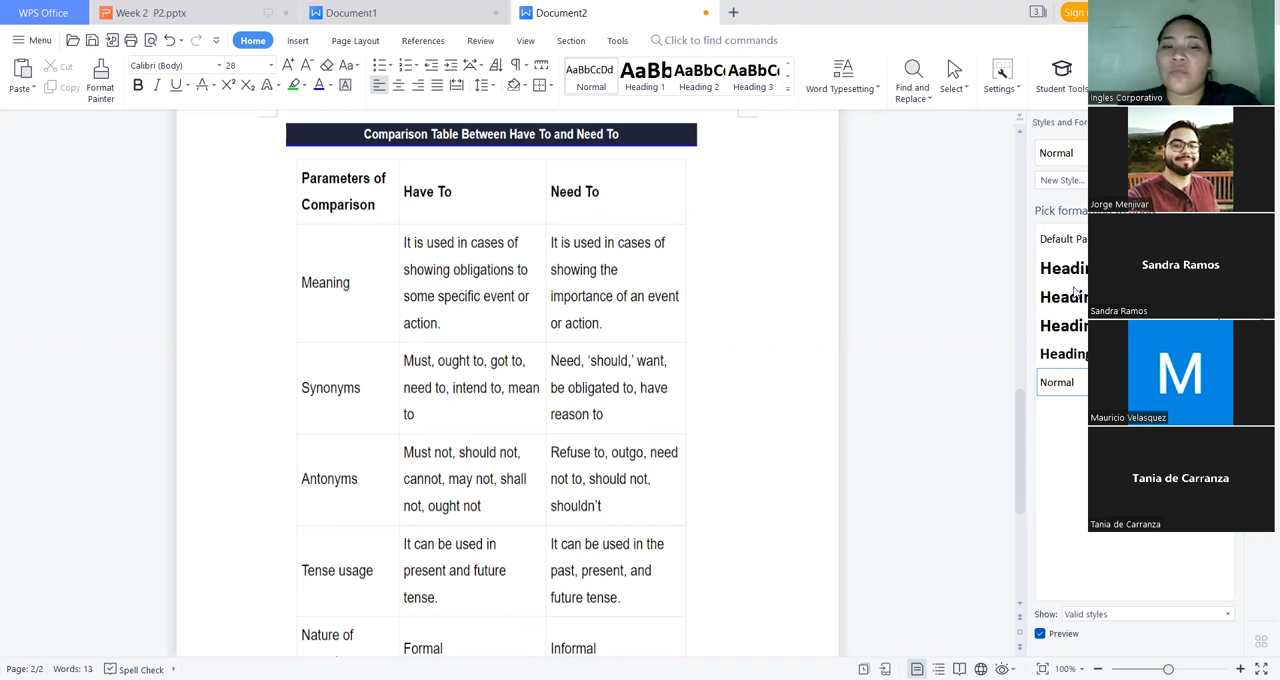 WPS Office
Week 2 P2.pptx
Document1
Document2
3
Sign i
Menu
Home
Insert
Page Layout
References
Review
View
Section
Tools
Click to find commands
Paste
Cut
Copy
Format
Painter
Calibri (Body)
28
AaBbCcDd
Normal
AaBb
Heading 1
AaBbC
Heading 2
AaBbC
Heading 3
Word Typesetting
Find and
Replace
Select
Settings
Student Tools
Comparison Table Between Have To and Need To
Parameters of
Comparison
Have To
Need To
Meaning
It is used in cases of
showing obligations to
some specific event or
action.
It is used in cases of
showing the
importance of an event
or action.
Synonyms
Must, ought to, got to,
need to, intend to, mean
to
Need, ‘should,’ want,
be obligated to, have
reason to
Antonyms
Must not, should not,
cannot, may not, shall
not, ought not
Refuse to, outgo, need
not to, should not,
shouldn’t
Tense usage
It can be used in
present and future
tense.
It can be used in the
past, present, and
future tense.
Nature of
Formal
Informal
Styles and For
Normal
New Style...
Default Pa
Headin
Headin
Headin
Heading
Normal
Show:
Valid styles
Preview
Ingles Corporativo
Jorge Menjivar
Sandra Ramos
Sandra Ramos
M
Mauricio Velasquez
Tania de Carranza
Tania de Carranza
Page: 2/2
Words: 13
Spell Check
100%